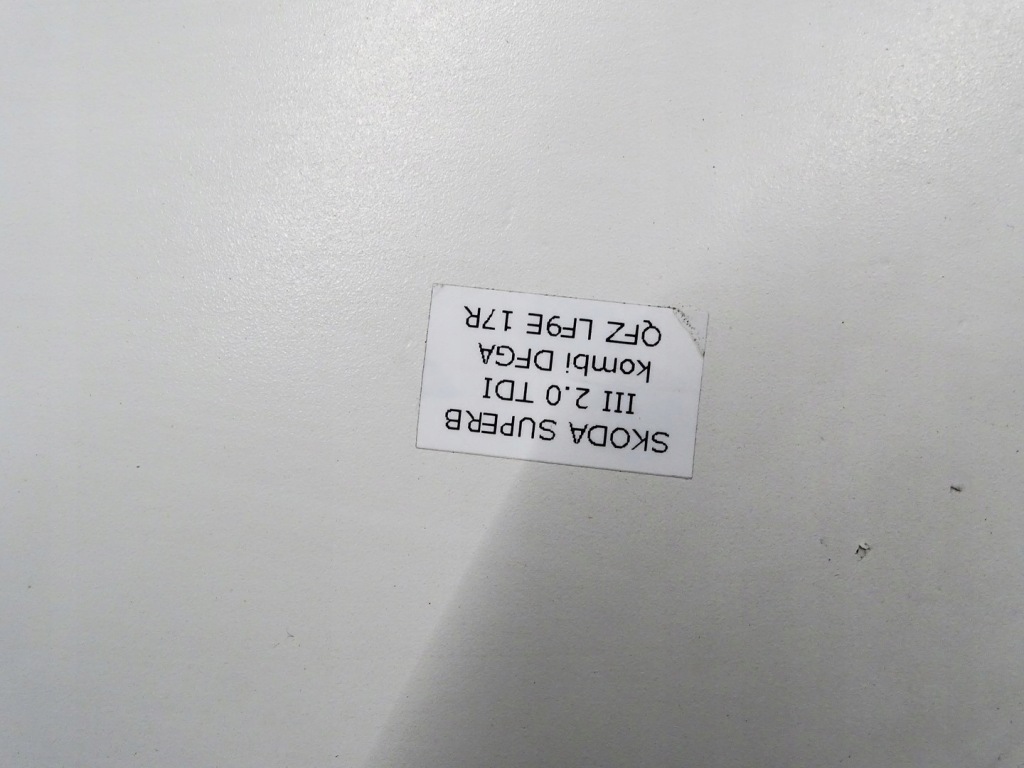 SKODA SUPERB
III 2.0 TDI
kombi DFGA
QFZ LF9E 17R